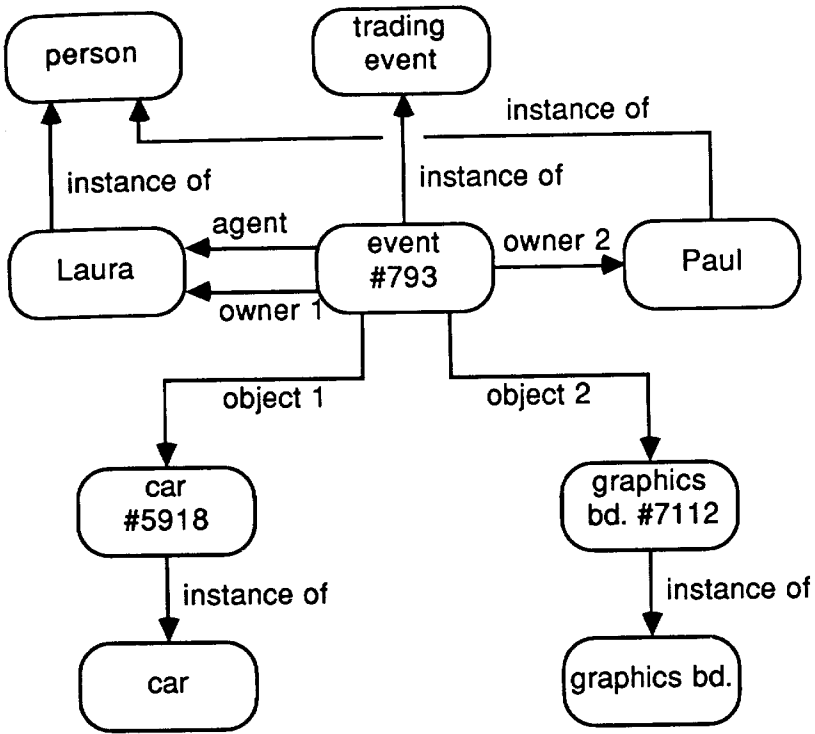 person
trading
event
instance of
instance of
instance of
agent
Laura
event
#793
owner 2
Paul
owner 1
object 1
object 2
car
#5918
graphics
bd. #7112
instance of
instance of
car
graphics bd.